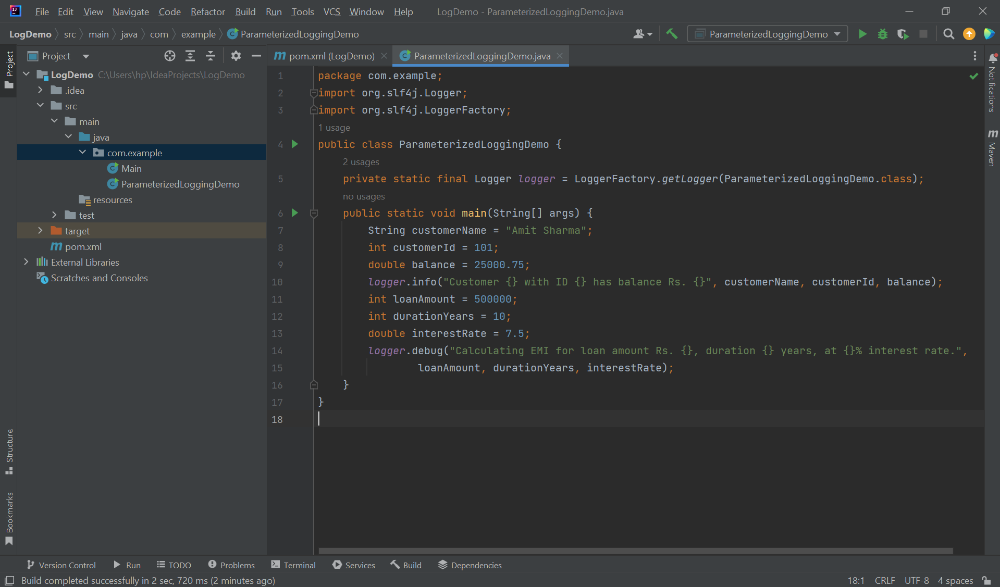 File Edit View Navigate Code Refactor Build Run Tools VCS Window Help LogDemo - ParameterizedLoggingDemo.java
LogDemo src main java com example ParameterizedLoggingDemo ParameterizedLoggingDemo
Project
Project
LogDemo C:\Users\hp\IdeaProjects\LogDemo
.idea
src
main
java
com.example
Main
ParameterizedLoggingDemo
resources
test
target
pom.xml
External Libraries
Scratches and Consoles
Structure
Bookmarks
pom.xml (LogDemo) ParameterizedLoggingDemo.java
1 package com.example;
2 import org.slf4j.Logger;
3 import org.slf4j.LoggerFactory;
1 usage
4 public class ParameterizedLoggingDemo {
2 usages
5 private static final Logger logger = LoggerFactory.getLogger(ParameterizedLoggingDemo.class);
no usages
6 public static void main(String[] args) {
7 String customerName = "Amit Sharma";
8 int customerId = 101;
9 double balance = 25000.75;
10 logger.info("Customer {} with ID {} has balance Rs. {}", customerName, customerId, balance);
11 int loanAmount = 500000;
12 int durationYears = 10;
13 double interestRate = 7.5;
14 logger.debug("Calculating EMI for loan amount Rs. {}, duration {} years, at {}% interest rate.",
15 loanAmount, durationYears, interestRate);
16 }
17 }
18
Notifications
m Maven
Version Control Run TODO Problems Terminal Services Build Dependencies
Build completed successfully in 2 sec, 720 ms (2 minutes ago) 18:1 CRLF UTF-8 4 spaces